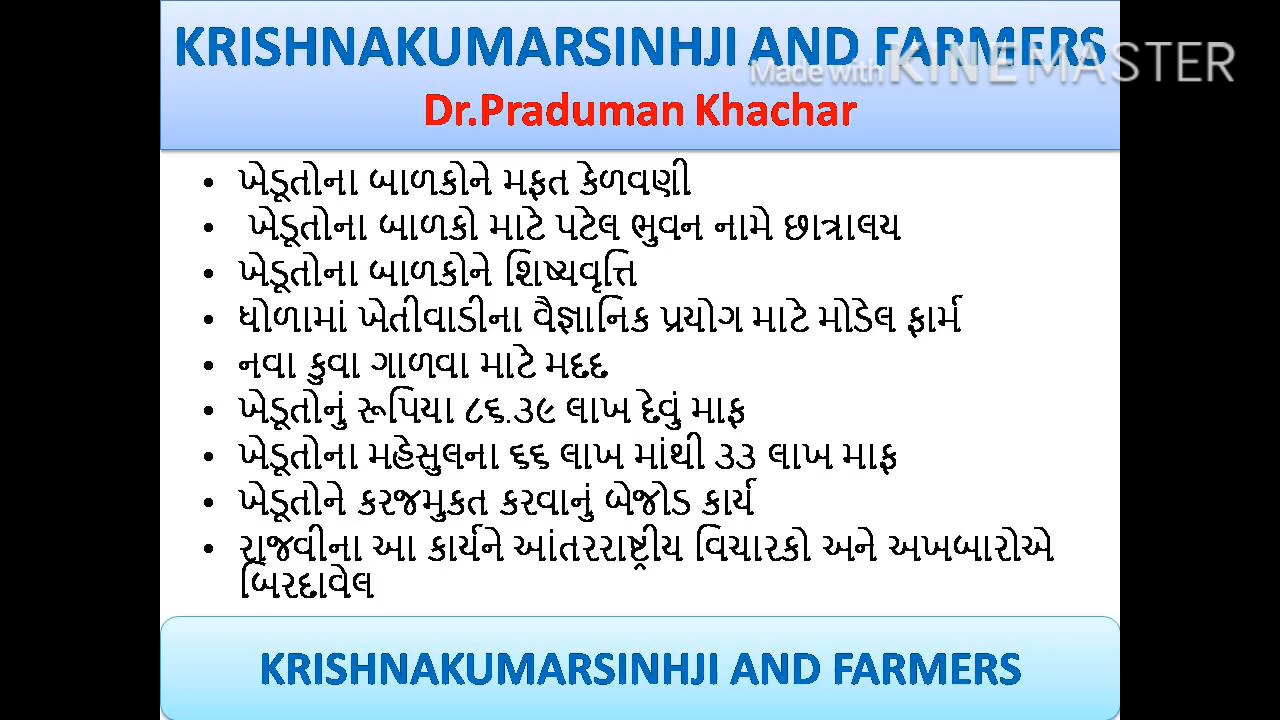 KRISHNAKUMARSINHJI AND FARMERS
Made with KINEMASTER
Dr.Praduman Khachar
• ખેડૂતોના બાળકોને મફત કેળવણી
• ખેડૂતોના બાળકો માટે પટેલ ભુવન નામે છાત્રાલય
• ખેડૂતોના બાળકોને શિષ્યવૃત્તિ
• ધોળામાં ખેતીવાડીના વૈજ્ઞાનિક પ્રયોગ માટે મોડેલ ફાર્મ
• નવા કુવા ગાળવા માટે મદદ
• ખેડૂતોનું રૂપિયા ૮૬.૩૯ લાખ દેવું માફ
• ખેડૂતોના મહેસુલના ૬૬ લાખ માંથી ૩૩ લાખ માફ
• ખેડૂતોને કરજમુકત કરવાનું બેજોડ કાર્ય
• રાજવીના આ કાર્યને આંતરરાષ્ટ્રીય વિચારકો અને અખબારોએ
બિરદાવેલ
KRISHNAKUMARSINHJI AND FARMERS